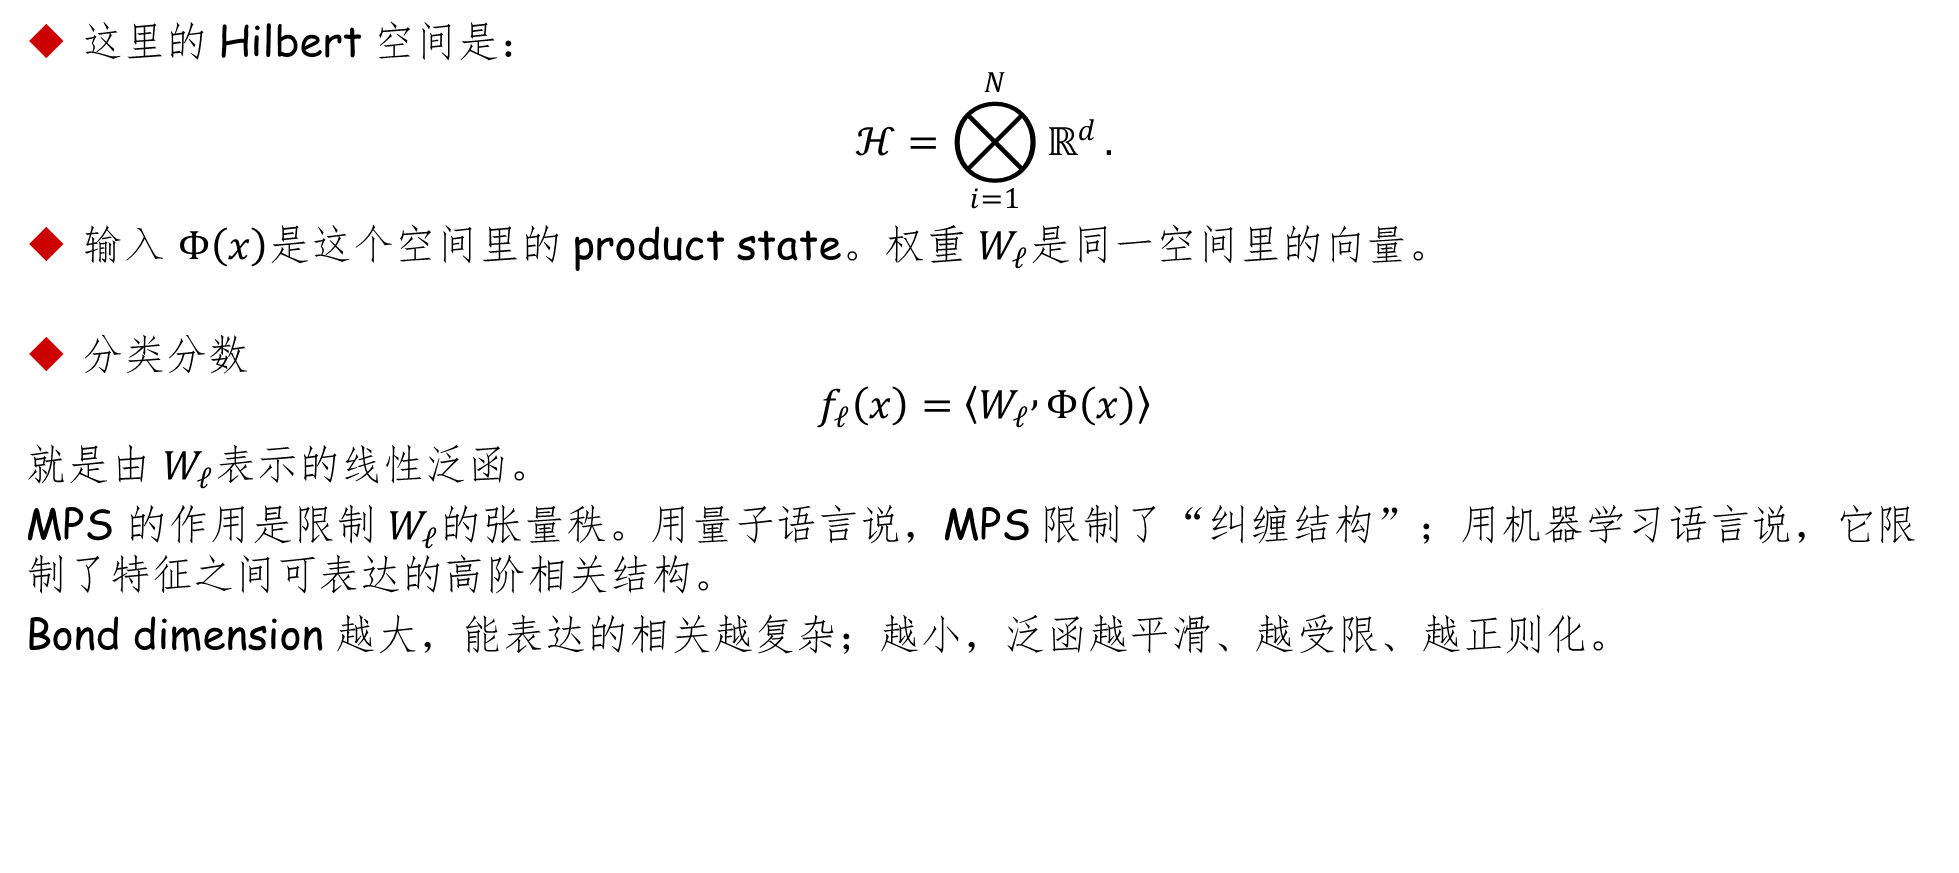 ◆ 这里的 Hilbert 空间是：
ℋ = ⨂_{i=1}^{N} ℝ^d .
◆ 输入 Φ(x)是这个空间里的 product state。权重 W_ℓ是同一空间里的向量。
◆ 分类分数
f_ℓ(x) = ⟨W_ℓ, Φ(x)⟩
就是由 W_ℓ表示的线性泛函。
MPS 的作用是限制 W_ℓ的张量秩。用量子语言说，MPS 限制了“纠缠结构”；用机器学习语言说，它限
制了特征之间可表达的高阶相关结构。
Bond dimension 越大，能表达的相关越复杂；越小，泛函越平滑、越受限、越正则化。